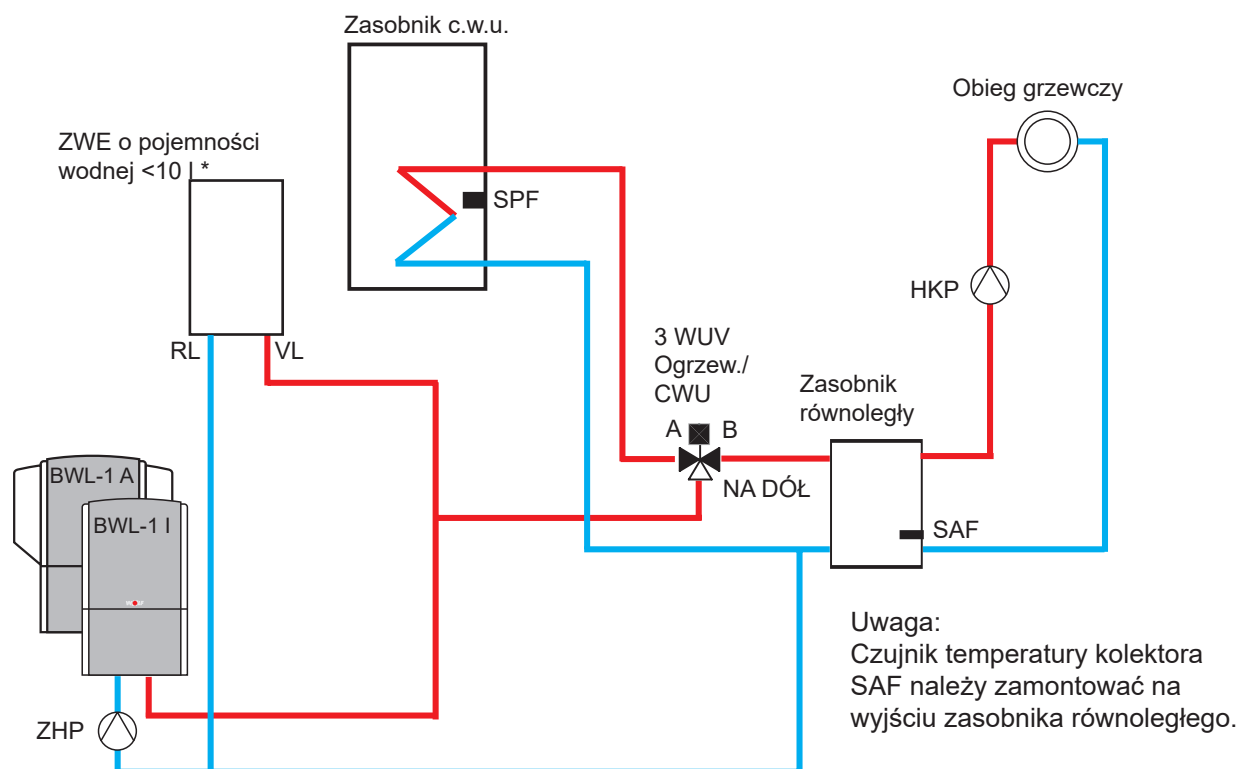 Zasobnik c.w.u.
Obieg grzewczy
ZWE o pojemności
wodnej <10 l *
SPF
HKP
RL
VL
3 WUV
Ogrzew./
CWU
Zasobnik
równoległy
A
B
NA DÓŁ
BWL-1 A
BWL-1 I
SAF
Uwaga:
Czujnik temperatury kolektora
SAF należy zamontować na
wyjściu zasobnika równoległego.
ZHP